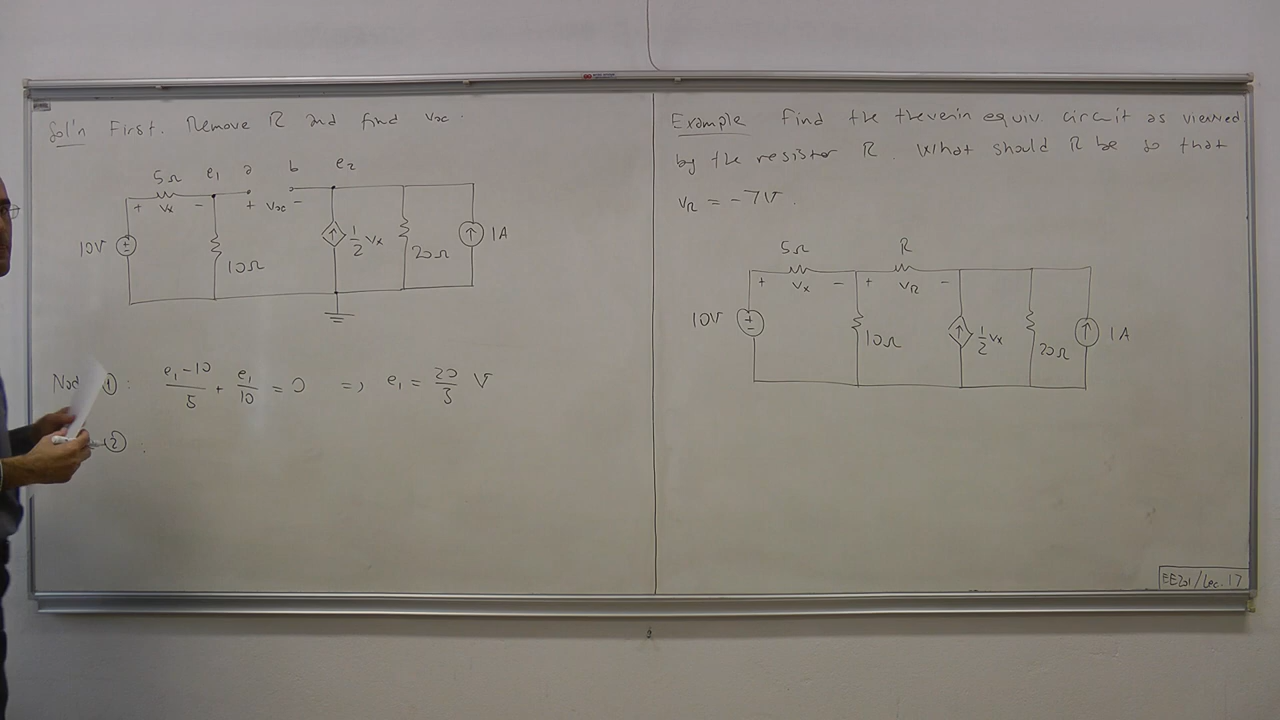 Sol'n First. Remove R and find voc.
5Ω e1 a b e2
+ vx - + voc -
10V 10Ω 1/2 vx 20Ω 1A
Node ①: (e1-10)/5 + e1/10 = 0 => e1 = 20/3 V
②:
Example Find the thevenin equiv. circuit as viewed
by the resistor R. What should R be so that
vR = -7V.
5Ω R
+ vx - + vR -
10V 10Ω 1/2 vx 20Ω 1A
EE201/Lec. 17